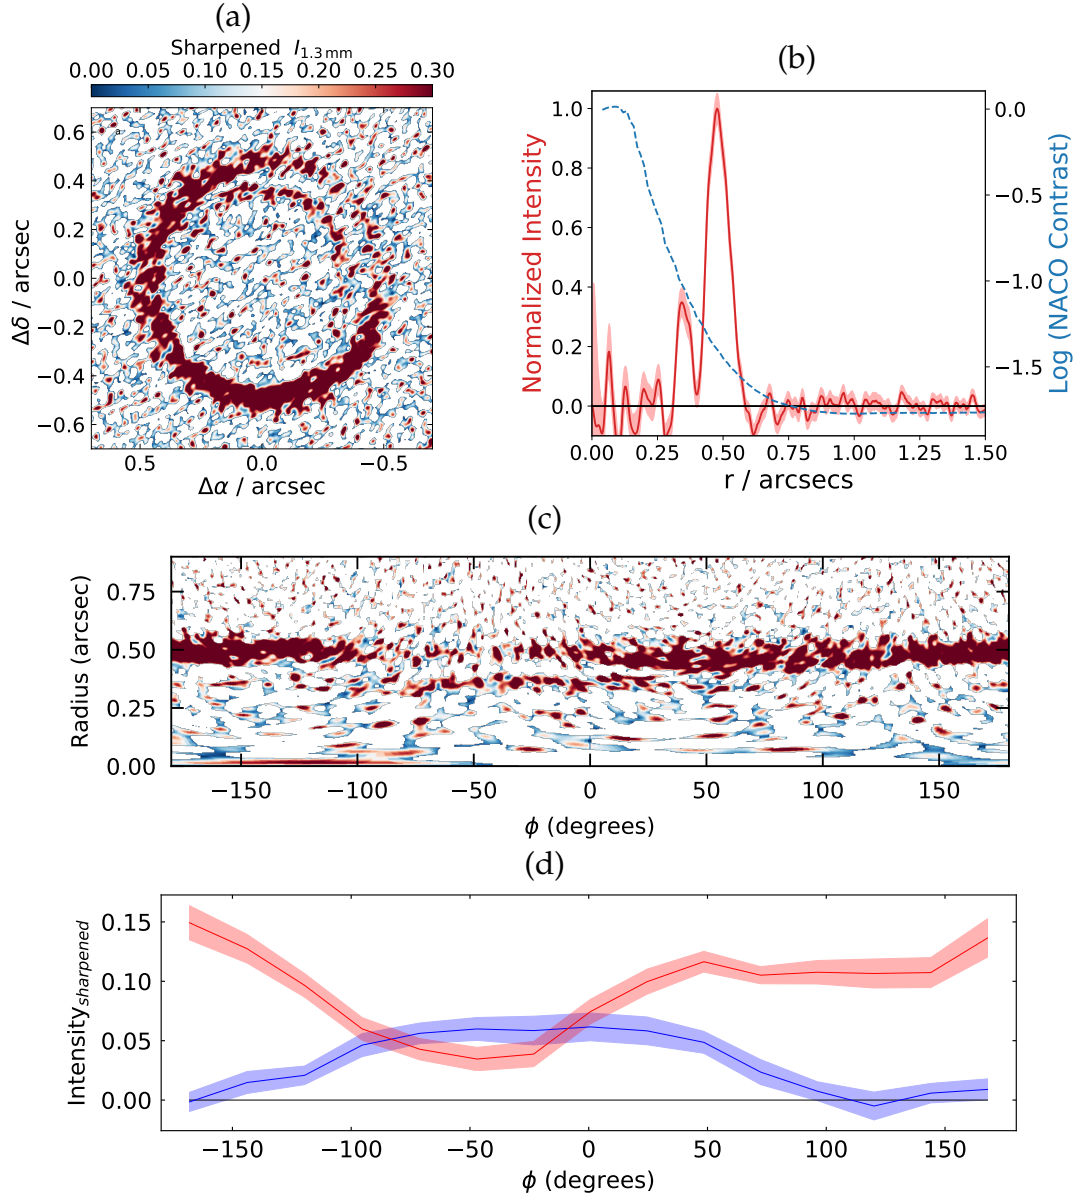 (a)
Sharpened I1.3 mm
0.00 0.05 0.10 0.15 0.20 0.25 0.30
a
0.6
0.4
0.2
0.0
−0.2
−0.4
−0.6
Δδ / arcsec
0.5 0.0 −0.5
Δα / arcsec
(b)
1.0
0.8
0.6
0.4
0.2
0.0
Normalized Intensity
0.0
−0.5
−1.0
−1.5
Log (NACO Contrast)
0.00 0.25 0.50 0.75 1.00 1.25 1.50
r / arcsecs
(c)
0.75
0.50
0.25
0.00
Radius (arcsec)
−150 −100 −50 0 50 100 150
ϕ (degrees)
(d)
0.15
0.10
0.05
0.00
Intensitysharpened
−150 −100 −50 0 50 100 150
ϕ (degrees)